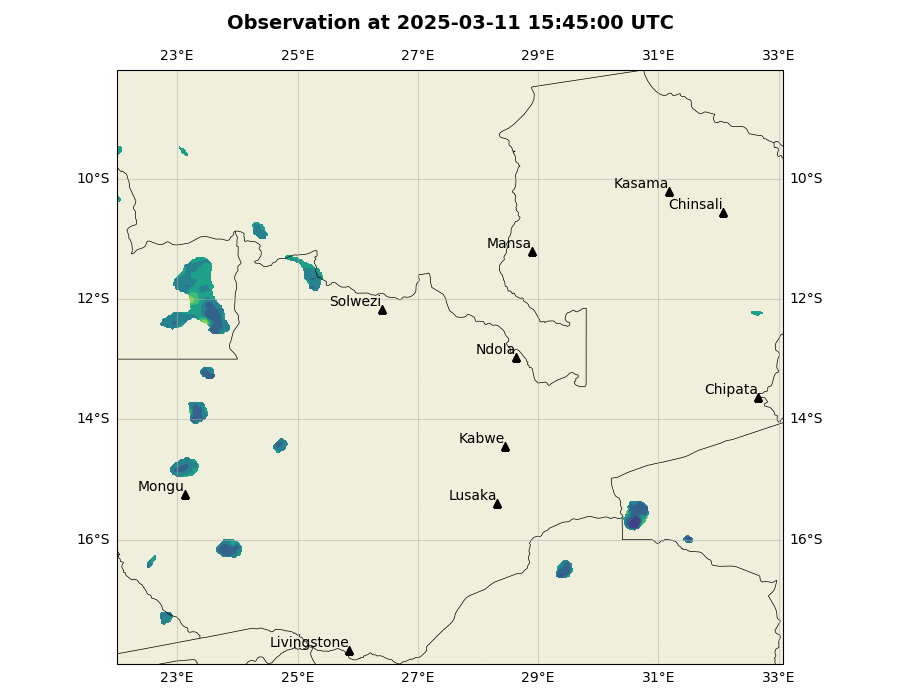 Observation at 2025-03-11 15:45:00 UTC
23°E 25°E 27°E 29°E 31°E 33°E
10°S 10°S
Kasama
Chinsali
Mansa
12°S 12°S
Solwezi
Ndola
Chipata
14°S 14°S
Kabwe
Mongu
Lusaka
16°S 16°S
Livingstone
23°E 25°E 27°E 29°E 31°E 33°E